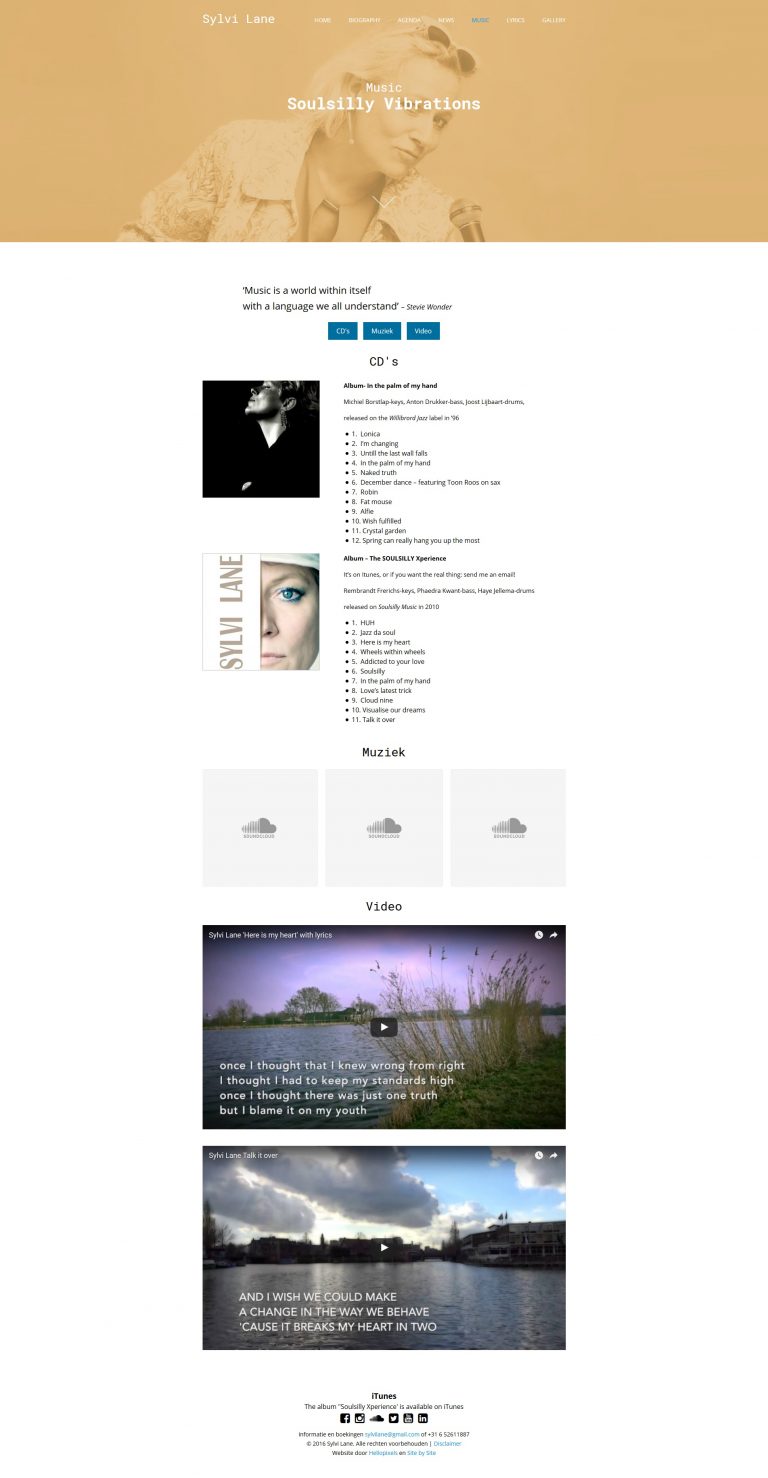 Sylvi Lane
HOME BIOGRAPHY AGENDA NEWS MUSIC LYRICS GALLERY
Music
Soulsilly Vibrations
‘Music is a world within itself
with a language we all understand’ – Stevie Wonder
CD's Muziek Video
CD's
Album- In the palm of my hand
Michiel Borstlap-keys, Anton Drukker-bass, Joost Lijbaart-drums,
released on the Willibrord Jazz label in ’96
1. Lonica
2. I’m changing
3. Untill the last wall falls
4. In the palm of my hand
5. Naked truth
6. December dance – featuring Toon Roos on sax
7. Robin
8. Fat mouse
9. Alfie
10. Wish fulfilled
11. Crystal garden
12. Spring can really hang you up the most
SYLVI LANE
Album – The SOULSILLY Xperience
It’s on Itunes, or if you want the real thing: send me an email!
Rembrandt Frerichs-keys, Phaedra Kwant-bass, Haye Jellema-drums
released on Soulsilly Music in 2010
1. HUH
2. Jazz da soul
3. Here is my heart
4. Wheels within wheels
5. Addicted to your love
6. Soulsilly
7. In the palm of my hand
8. Love’s latest trick
9. Cloud nine
10. Visualise our dreams
11. Talk it over
Muziek
SOUNDCLOUD SOUNDCLOUD SOUNDCLOUD
Video
Sylvi Lane 'Here is my heart' with lyrics
once I thought that I knew wrong from right
I thought I had to keep my standards high
once I thought there was just one truth
but I blame it on my youth
Sylvi Lane Talk it over
AND I WISH WE COULD MAKE
A CHANGE IN THE WAY WE BEHAVE
'CAUSE IT BREAKS MY HEART IN TWO
iTunes
The album "Soulsilly Xperience' is available on iTunes
informatie en boekingen sylvilane@gmail.com of +31 6 52611887
© 2016 Sylvi Lane. Alle rechten voorbehouden | Disclaimer
Website door Hellopixels en Site by Site